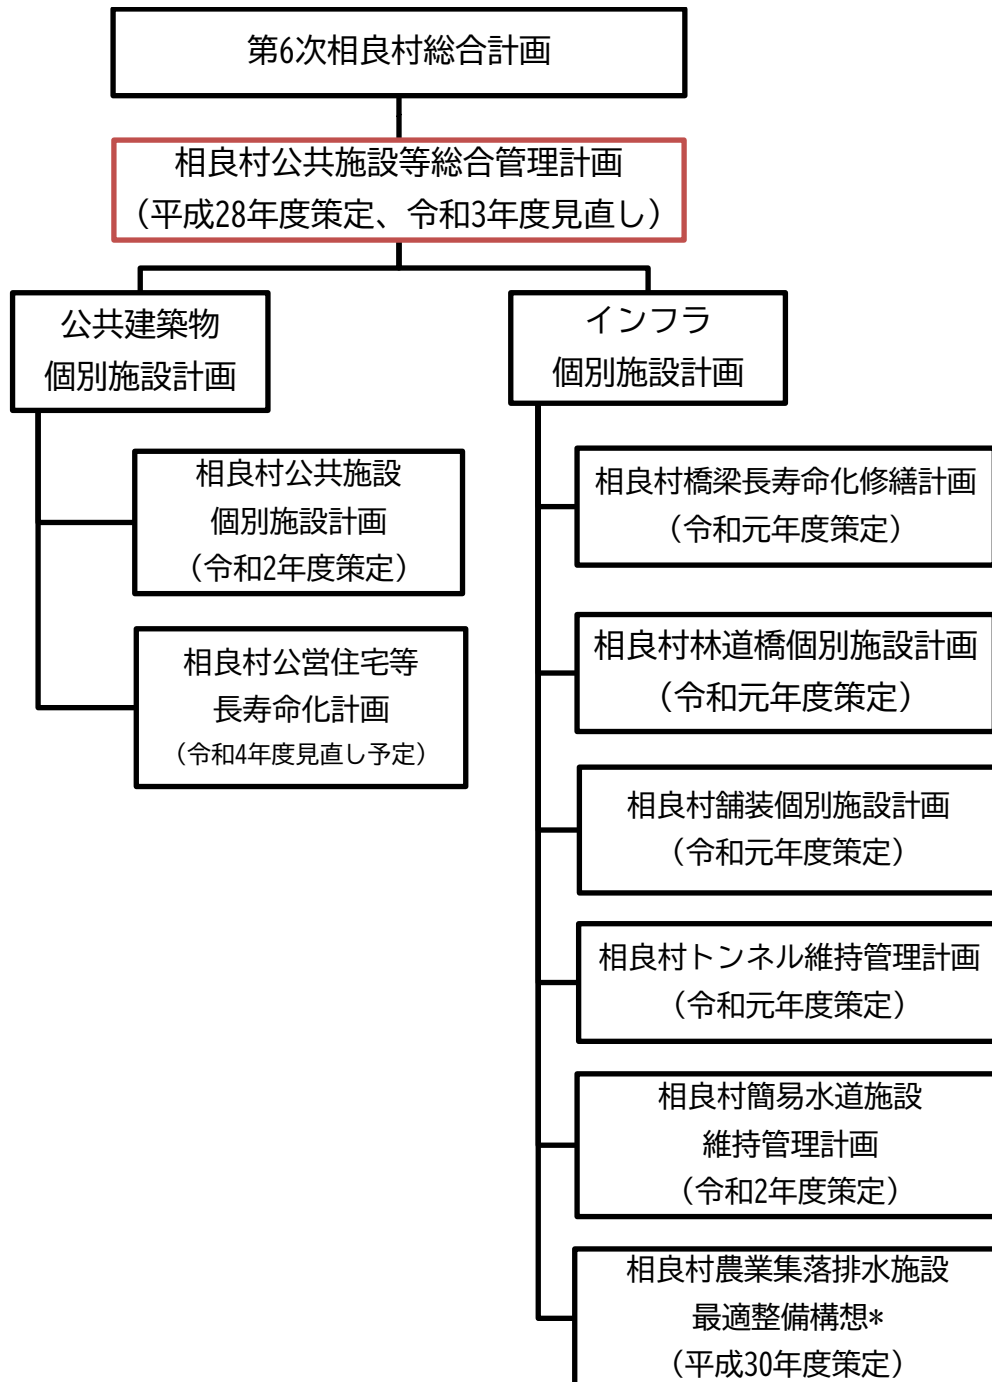 第6次相良村総合計画
相良村公共施設等総合管理計画
（平成28年度策定、令和3年度見直し）
公共建築物
個別施設計画
相良村公共施設
個別施設計画
（令和2年度策定）
相良村公営住宅等
長寿命化計画
（令和4年度見直し予定）
インフラ
個別施設計画
相良村橋梁長寿命化修繕計画
（令和元年度策定）
相良村林道橋個別施設計画
（令和元年度策定）
相良村舗装個別施設計画
（令和元年度策定）
相良村トンネル維持管理計画
（令和元年度策定）
相良村簡易水道施設
維持管理計画
（令和2年度策定）
相良村農業集落排水施設
最適整備構想*
（平成30年度策定）